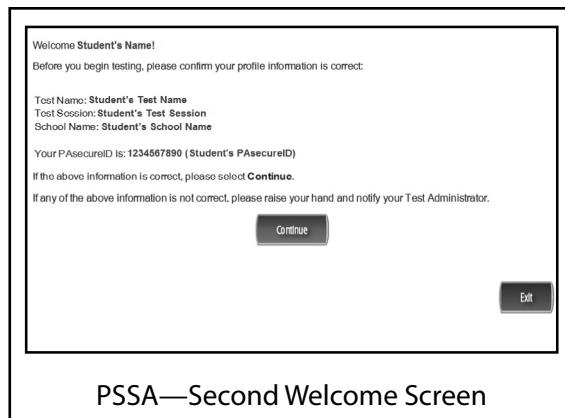 Welcome Student's Name!
Before you begin testing, please confirm your profile information is correct:
Test Name: Student's Test Name
Test Session: Student's Test Session
School Name: Student's School Name
Your PAsecureID is: 1234567890 (Student's PAsecureID)
If the above information is correct, please select Continue.
If any of the above information is not correct, please raise your hand and notify your Test Administrator.
Continue
Exit
PSSA—Second Welcome Screen